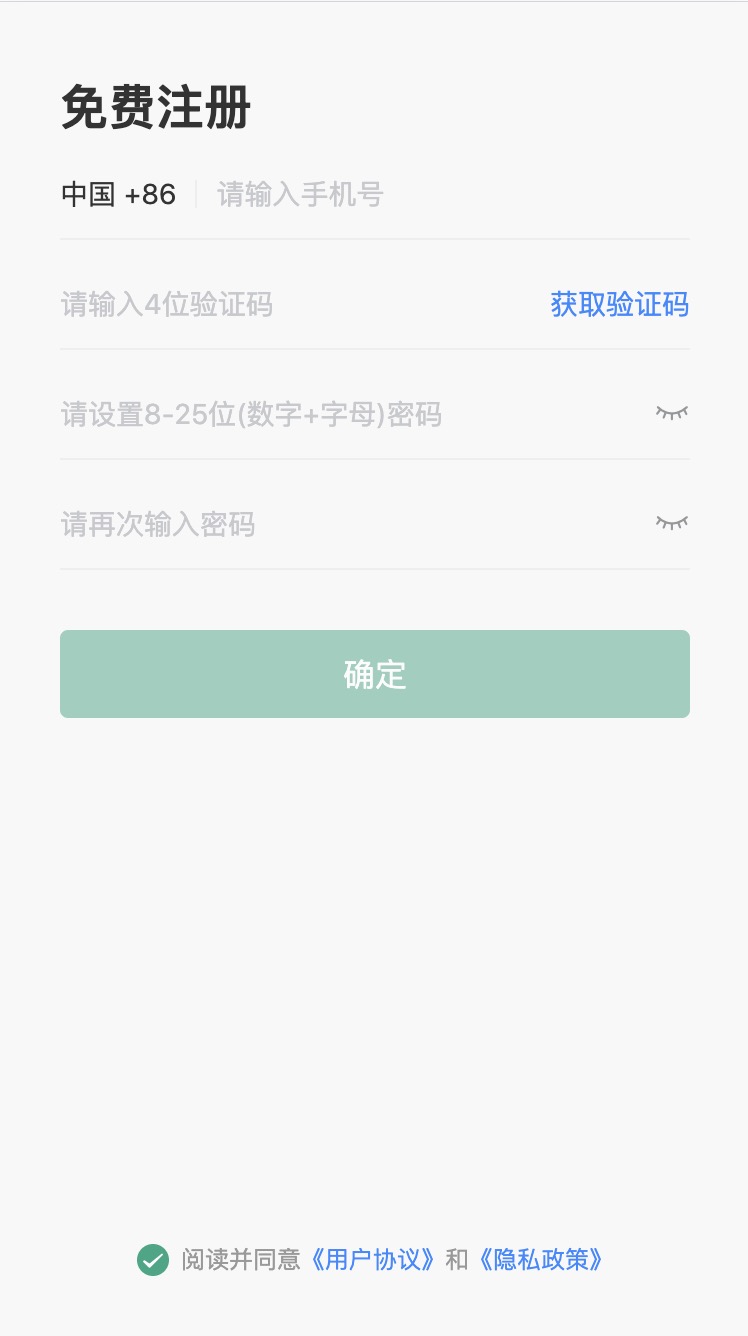 免费注册
中国 +86 请输入手机号
请输入4位验证码 获取验证码
请设置8-25位(数字+字母)密码
请再次输入密码
确定
阅读并同意《用户协议》和《隐私政策》